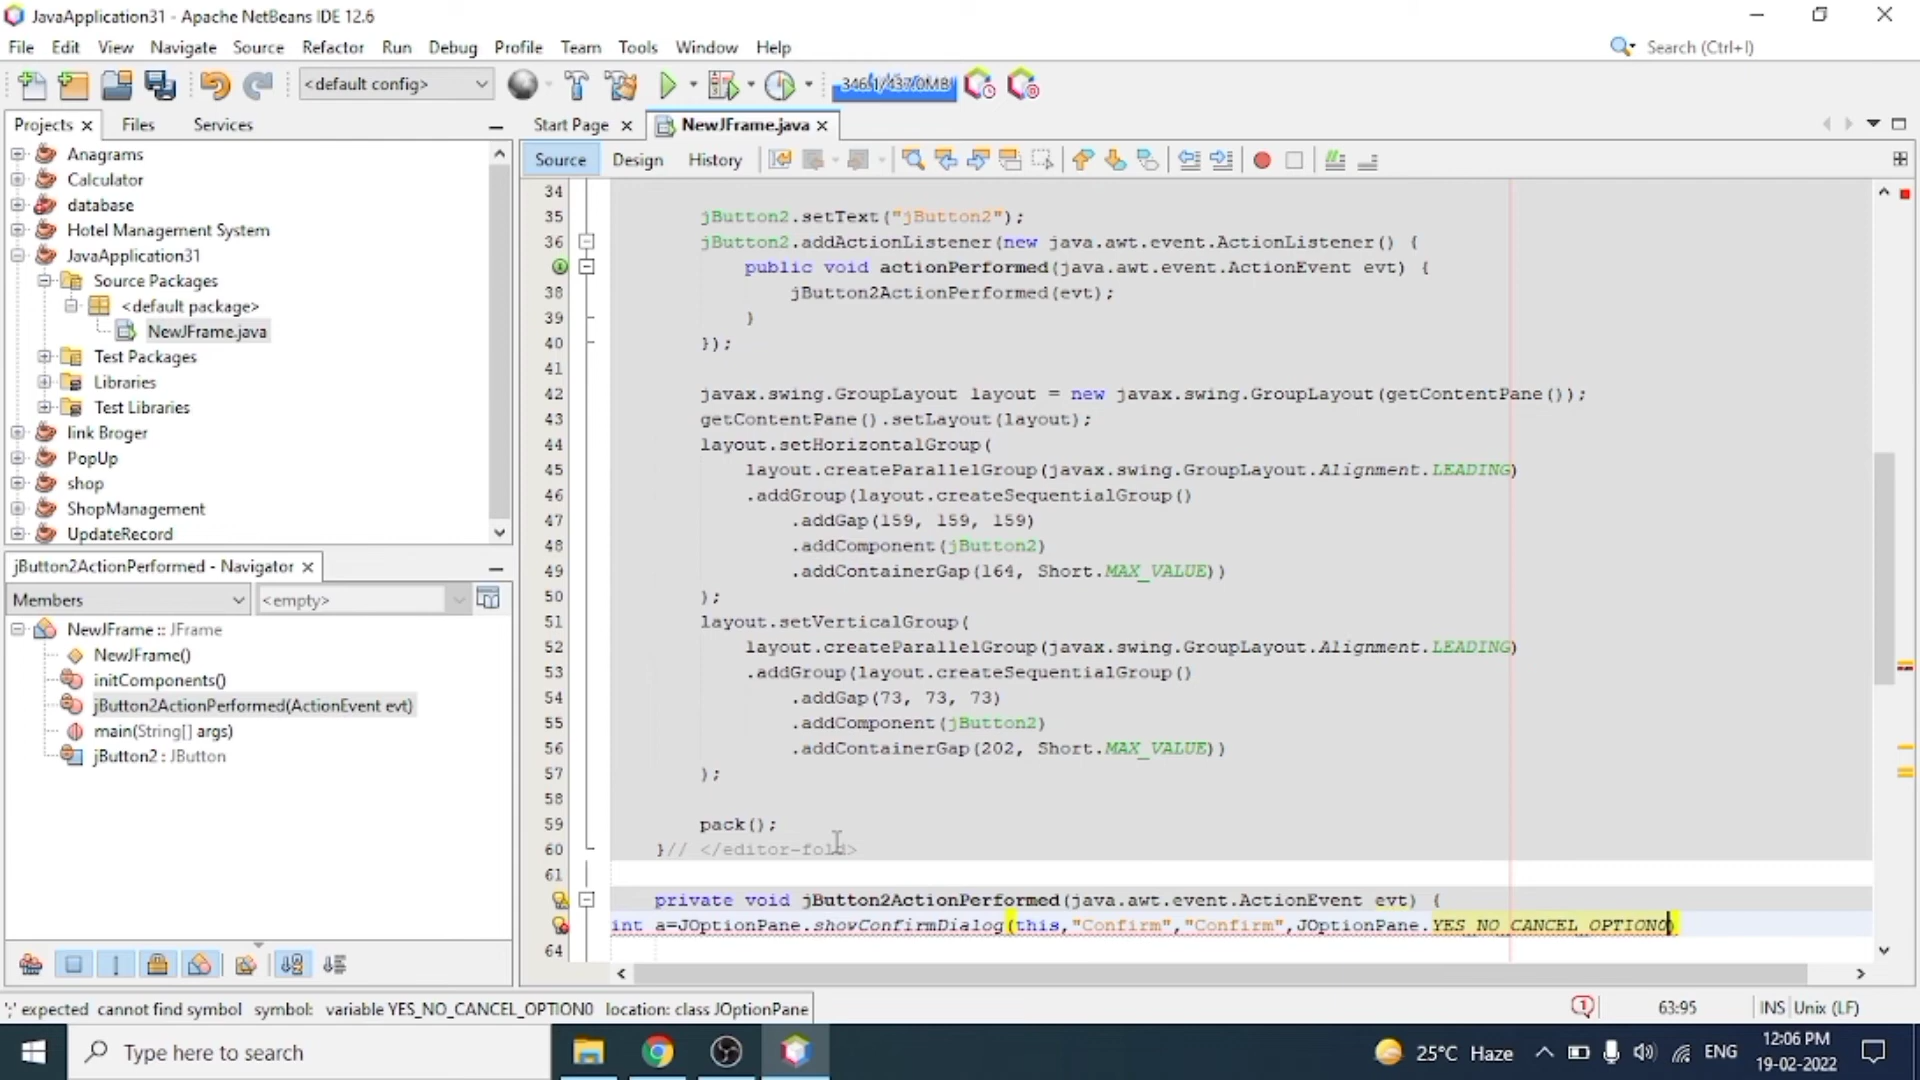 JavaApplication31 - Apache NetBeans IDE 12.6
File Edit View Navigate Source Refactor Run Debug Profile Team Tools Window Help
Search (Ctrl+I)
<default config>
346.1/437.0MB
Projects Files Services
Start Page NewJFrame.java
Source Design History
Anagrams
Calculator
database
Hotel Management System
JavaApplication31
Source Packages
<default package>
NewJFrame.java
Test Packages
Libraries
Test Libraries
link Broger
PopUp
shop
ShopManagement
UpdateRecord
jButton2ActionPerformed - Navigator
Members <empty>
NewJFrame :: JFrame
NewJFrame()
initComponents()
jButton2ActionPerformed(ActionEvent evt)
main(String[] args)
jButton2 : JButton
34
35 jButton2.setText("jButton2");
36 jButton2.addActionListener(new java.awt.event.ActionListener() {
public void actionPerformed(java.awt.event.ActionEvent evt) {
38 jButton2ActionPerformed(evt);
39 }
40 });
41
42 javax.swing.GroupLayout layout = new javax.swing.GroupLayout(getContentPane());
43 getContentPane().setLayout(layout);
44 layout.setHorizontalGroup(
45 layout.createParallelGroup(javax.swing.GroupLayout.Alignment.LEADING)
46 .addGroup(layout.createSequentialGroup()
47 .addGap(159, 159, 159)
48 .addComponent(jButton2)
49 .addContainerGap(164, Short.MAX_VALUE))
50 );
51 layout.setVerticalGroup(
52 layout.createParallelGroup(javax.swing.GroupLayout.Alignment.LEADING)
53 .addGroup(layout.createSequentialGroup()
54 .addGap(73, 73, 73)
55 .addComponent(jButton2)
56 .addContainerGap(202, Short.MAX_VALUE))
57 );
58
59 pack();
60 }// </editor-fold>
61
private void jButton2ActionPerformed(java.awt.event.ActionEvent evt) {
int a=JOptionPane.showConfirmDialog(this,"Confirm","Confirm",JOptionPane.YES_NO_CANCEL_OPTION0)
64
';' expected cannot find symbol symbol: variable YES_NO_CANCEL_OPTION0 location: class JOptionPane
1 63:95 INS Unix (LF)
Type here to search
25°C Haze
ENG
12:06 PM
19-02-2022